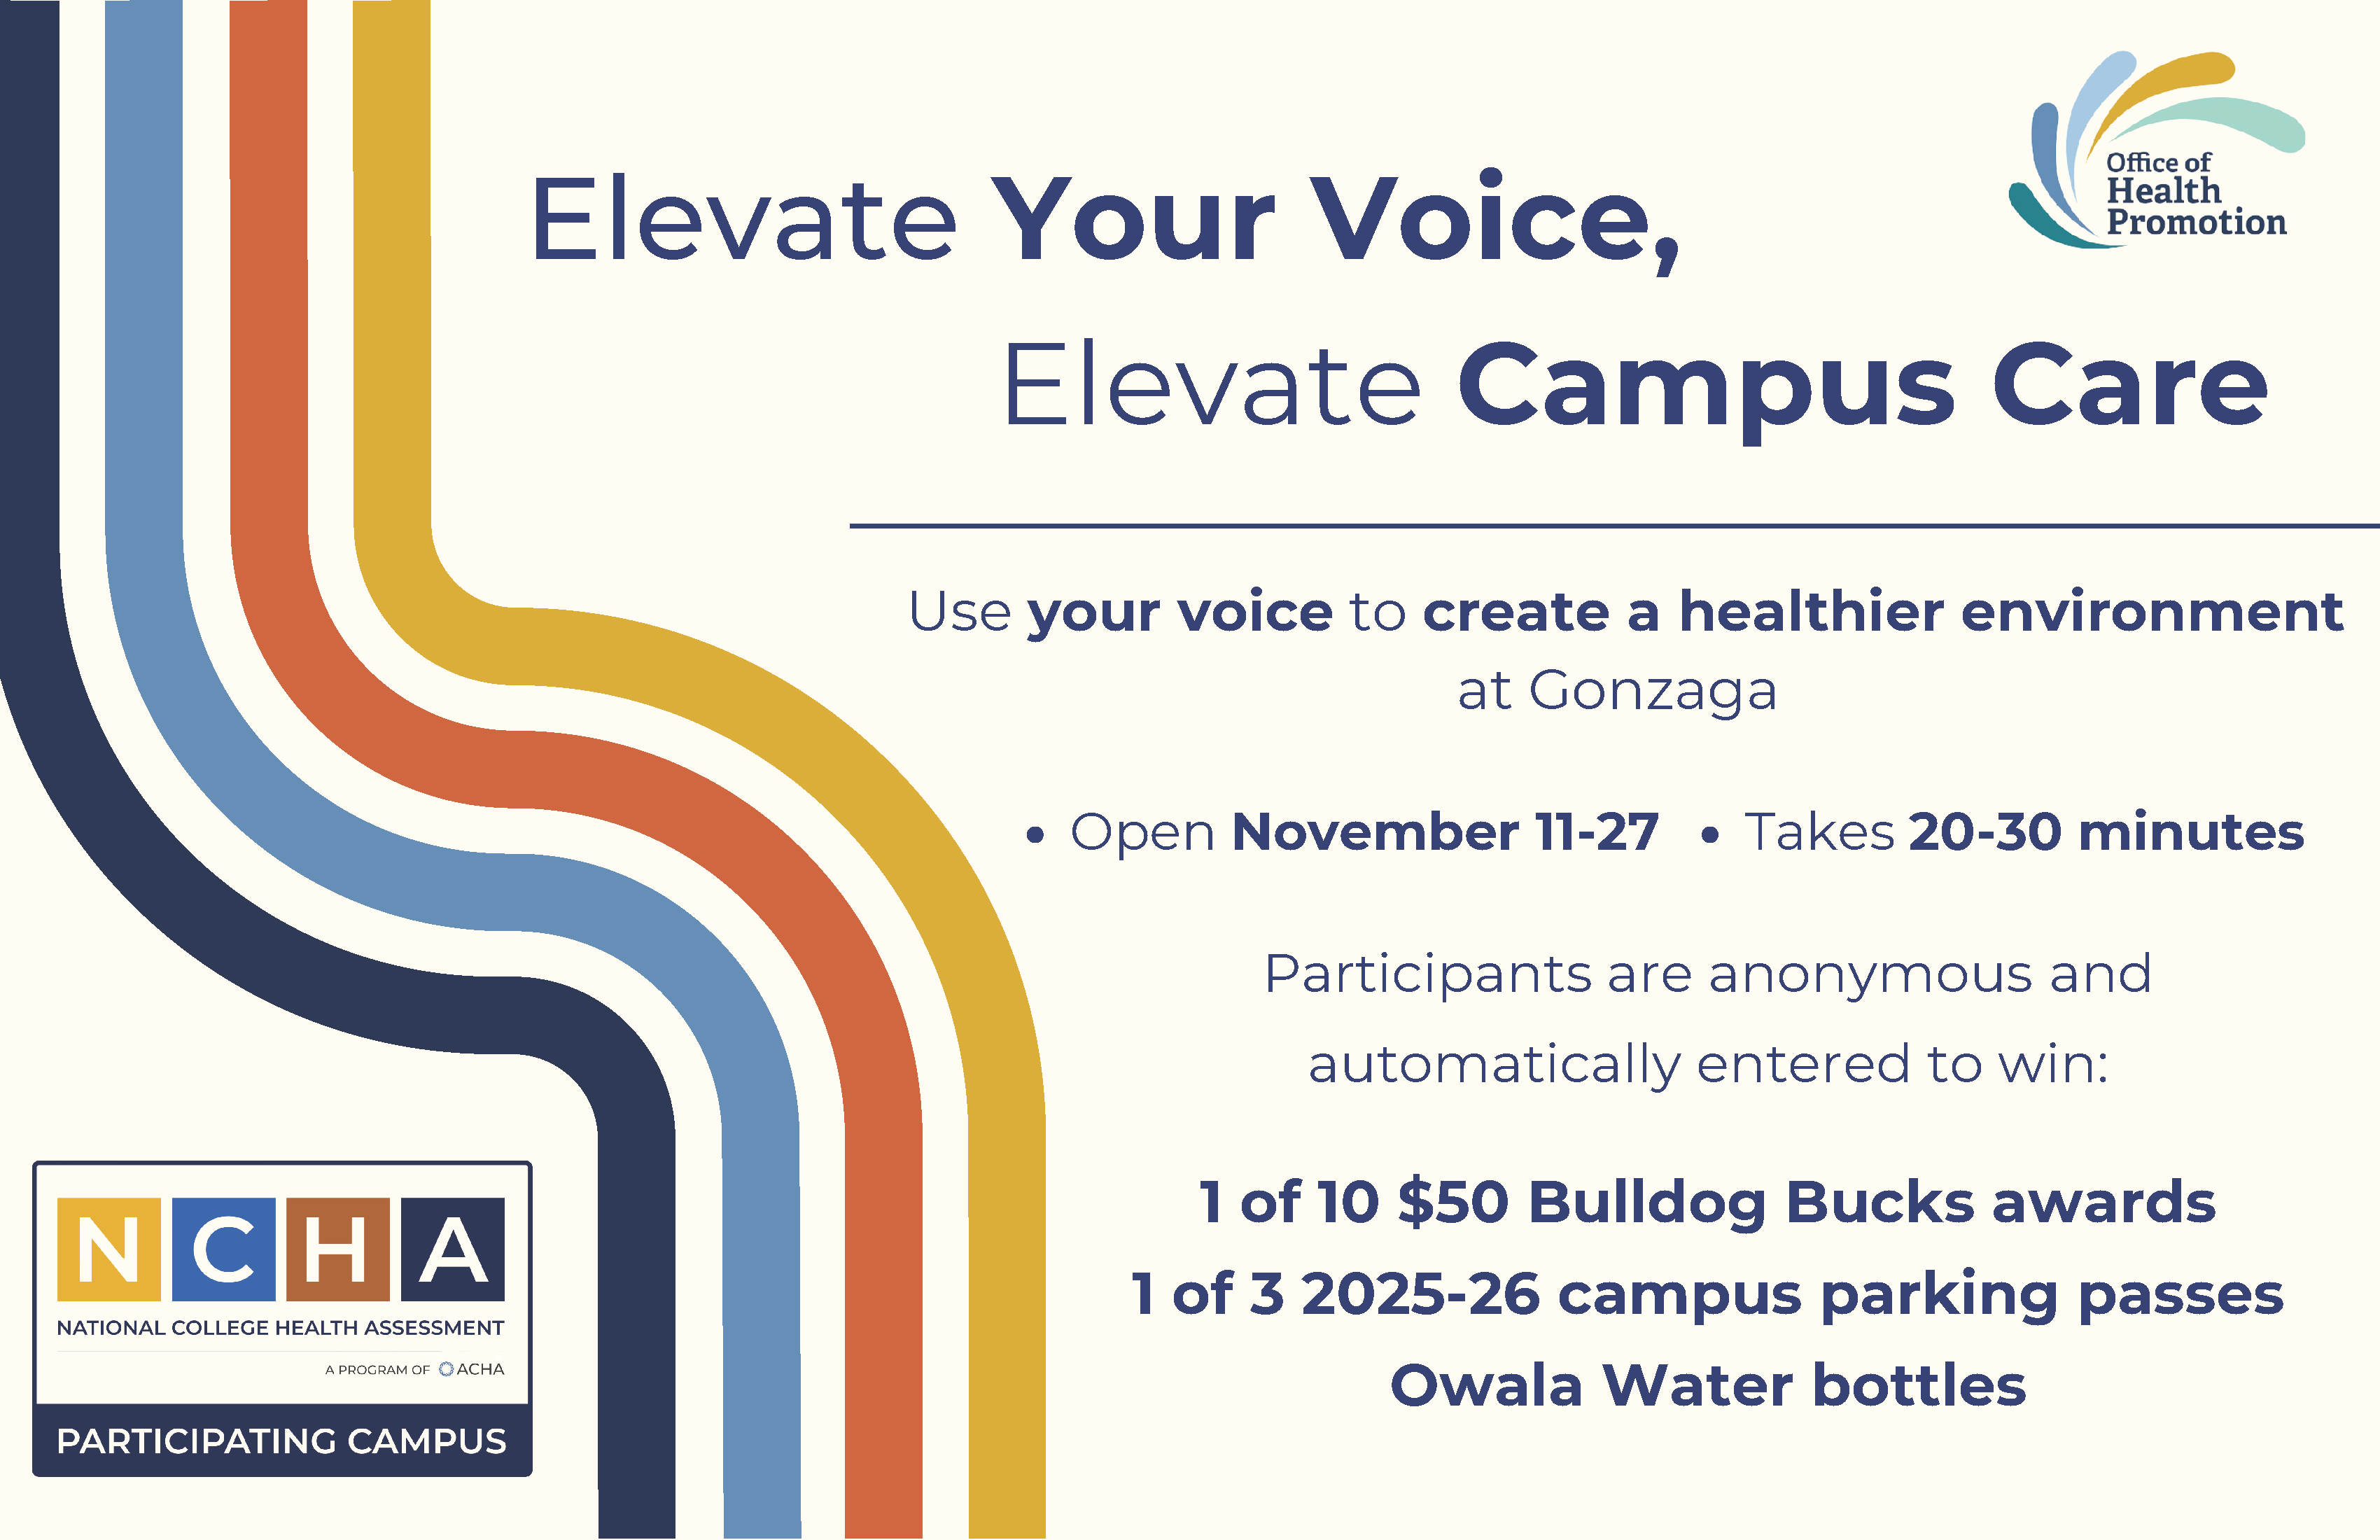 Office of
Health
Promotion
Elevate Your Voice,
Elevate Campus Care
Use your voice to create a healthier environment
at Gonzaga
• Open November 11-27 • Takes 20-30 minutes
Participants are anonymous and
automatically entered to win:
1 of 10 $50 Bulldog Bucks awards
1 of 3 2025-26 campus parking passes
Owala Water bottles
NCHA
NATIONAL COLLEGE HEALTH ASSESSMENT
A PROGRAM OF ACHA
PARTICIPATING CAMPUS